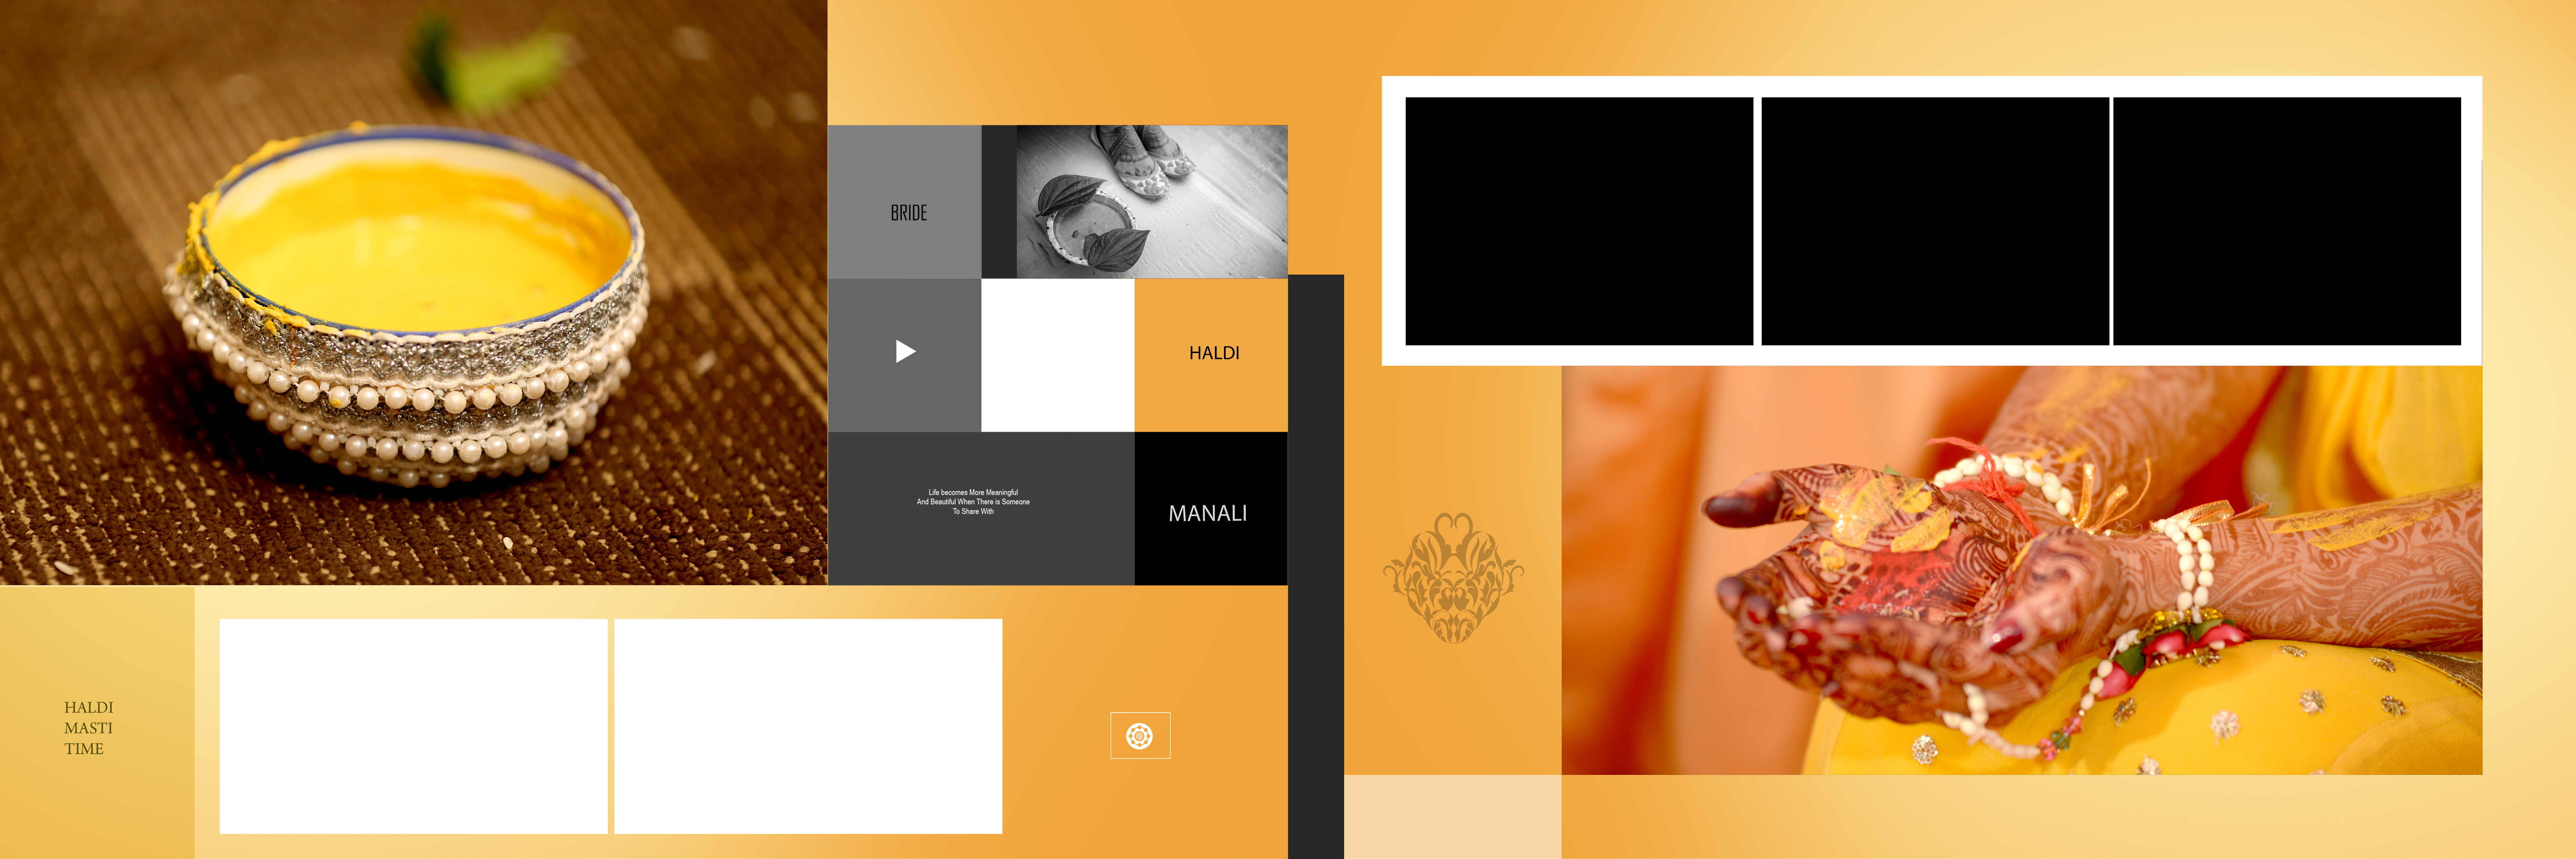 BRIDE
HALDI
Life becomes More Meaningful
And Beautiful When There is Someone
To Share With
MANALI
HALDI
MASTI
TIME